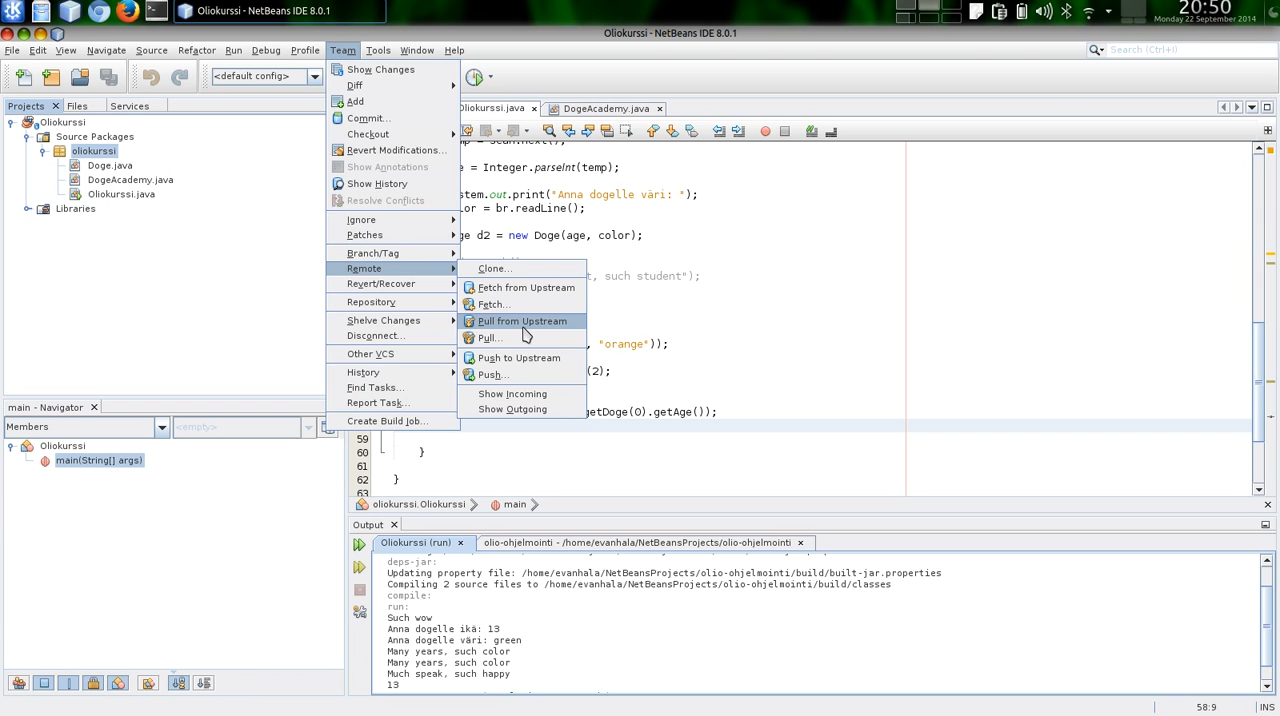 Oliokurssi - NetBeans IDE 8.0.1
20:50
Monday 22 September 2014
Oliokurssi - NetBeans IDE 8.0.1
File Edit View Navigate Source Refactor Run Debug Profile Team Tools Window Help
Search (Ctrl+I)
<default config>
Projects Files Services
Oliokurssi
Source Packages
oliokurssi
Doge.java
DogeAcademy.java
Oliokurssi.java
Libraries
Show Changes
Diff
Add
Commit...
Checkout
Revert Modifications...
Show Annotations
Show History
Resolve Conflicts
Ignore
Patches
Branch/Tag
Remote
Revert/Recover
Repository
Shelve Changes
Disconnect...
Other VCS
History
Find Tasks...
Report Task...
Create Build Job...
Clone...
Fetch from Upstream
Fetch...
Pull from Upstream
Pull...
Push to Upstream
Push...
Show Incoming
Show Outgoing
Oliokurssi.java DogeAcademy.java
= scan.next();
e = Integer.parseInt(temp);
stem.out.print("Anna dogelle väri: ");
lor = br.readLine();
ge d2 = new Doge(age, color);
t, such student");
, "orange"));
(2);
getDoge(0).getAge());
59
60 }
61
62 }
63
main - Navigator
Members <empty>
Oliokurssi
main(String[] args)
oliokurssi.Oliokurssi main
Output
Oliokurssi (run) olio-ohjelmointi - /home/evanhala/NetBeansProjects/olio-ohjelmointi
deps-jar:
Updating property file: /home/evanhala/NetBeansProjects/olio-ohjelmointi/build/built-jar.properties
Compiling 2 source files to /home/evanhala/NetBeansProjects/olio-ohjelmointi/build/classes
compile:
run:
Such wow
Anna dogelle ikä: 13
Anna dogelle väri: green
Many years, such color
Many years, such color
Much speak, such happy
13
58:9 INS